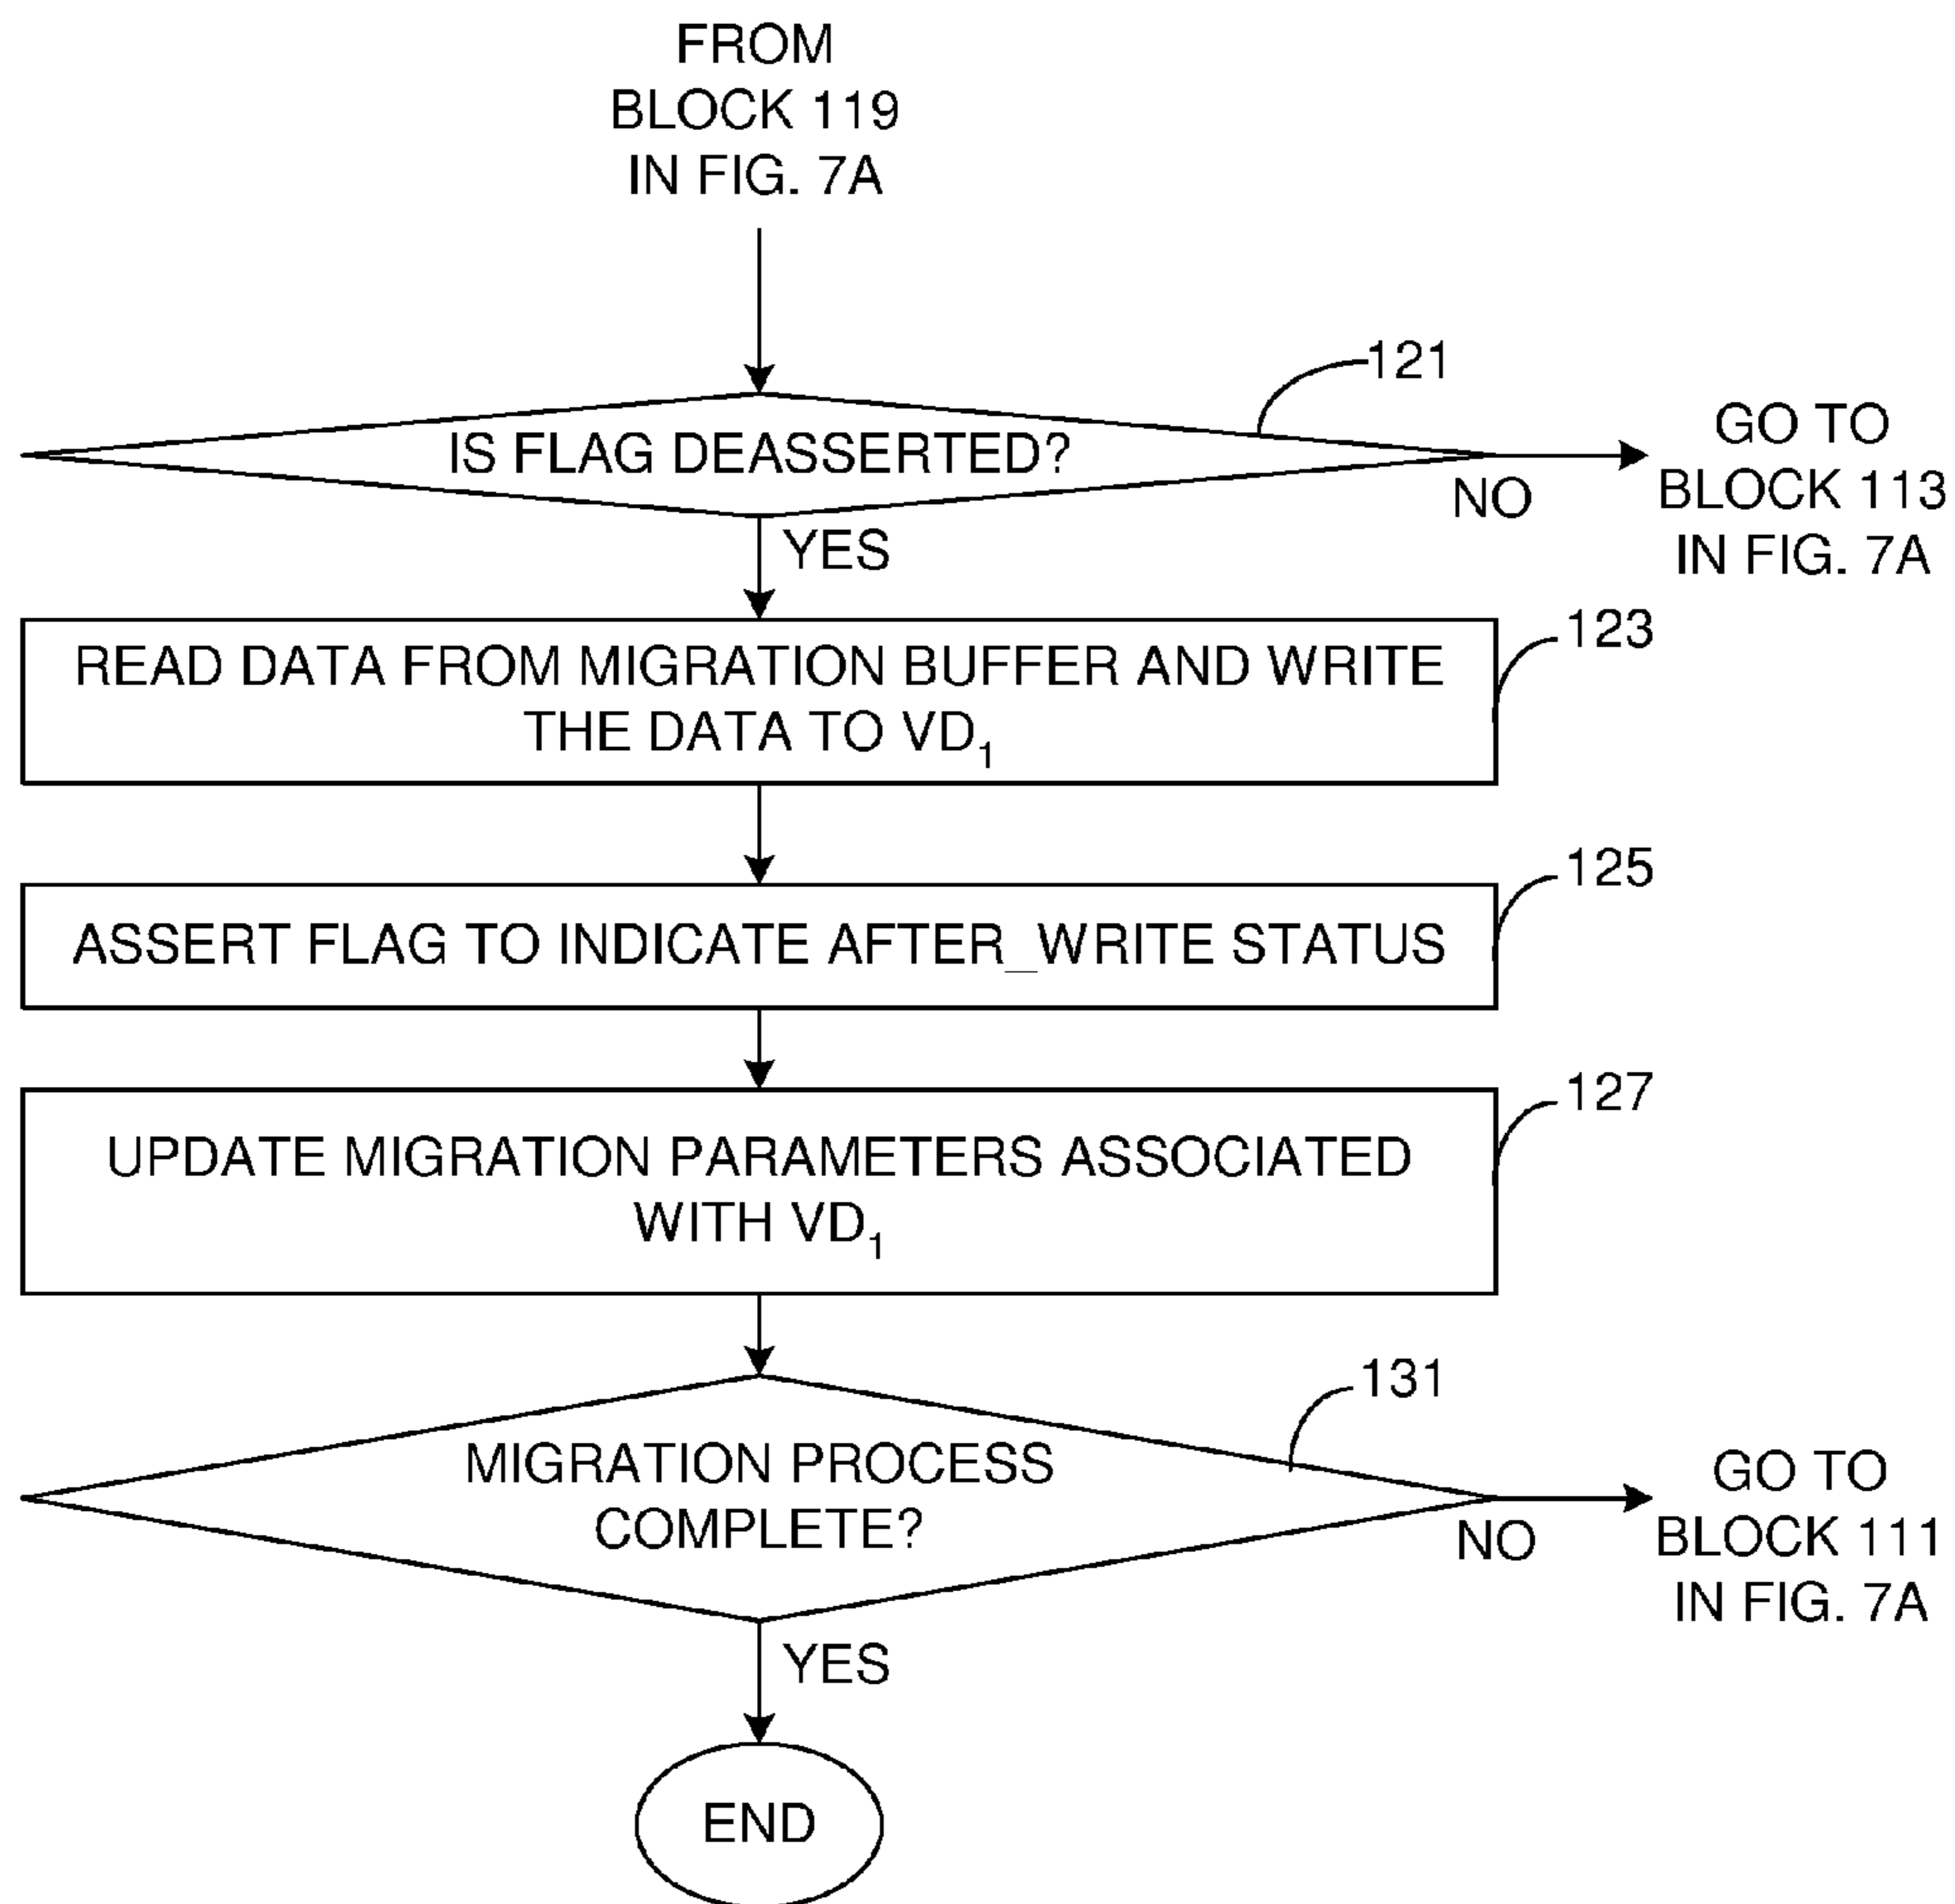 FROM
BLOCK 119
IN FIG. 7A
121
IS FLAG DEASSERTED?
GO TO
BLOCK 113
IN FIG. 7A
NO
YES
123
READ DATA FROM MIGRATION BUFFER AND WRITE
THE DATA TO VD₁
125
ASSERT FLAG TO INDICATE AFTER_WRITE STATUS
127
UPDATE MIGRATION PARAMETERS ASSOCIATED
WITH VD₁
131
MIGRATION PROCESS
COMPLETE?
GO TO
BLOCK 111
IN FIG. 7A
NO
YES
END